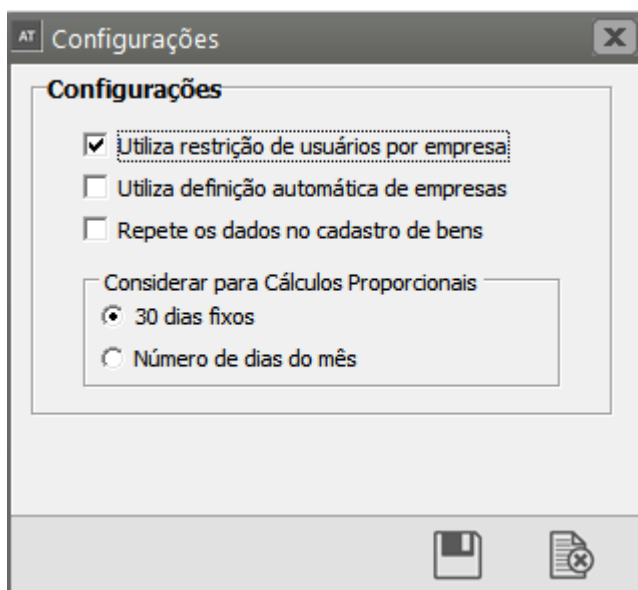 AT Configurações
Configurações
Utiliza restrição de usuários por empresa
Utiliza definição automática de empresas
Repete os dados no cadastro de bens
Considerar para Cálculos Proporcionais
30 dias fixos
Número de dias do mês